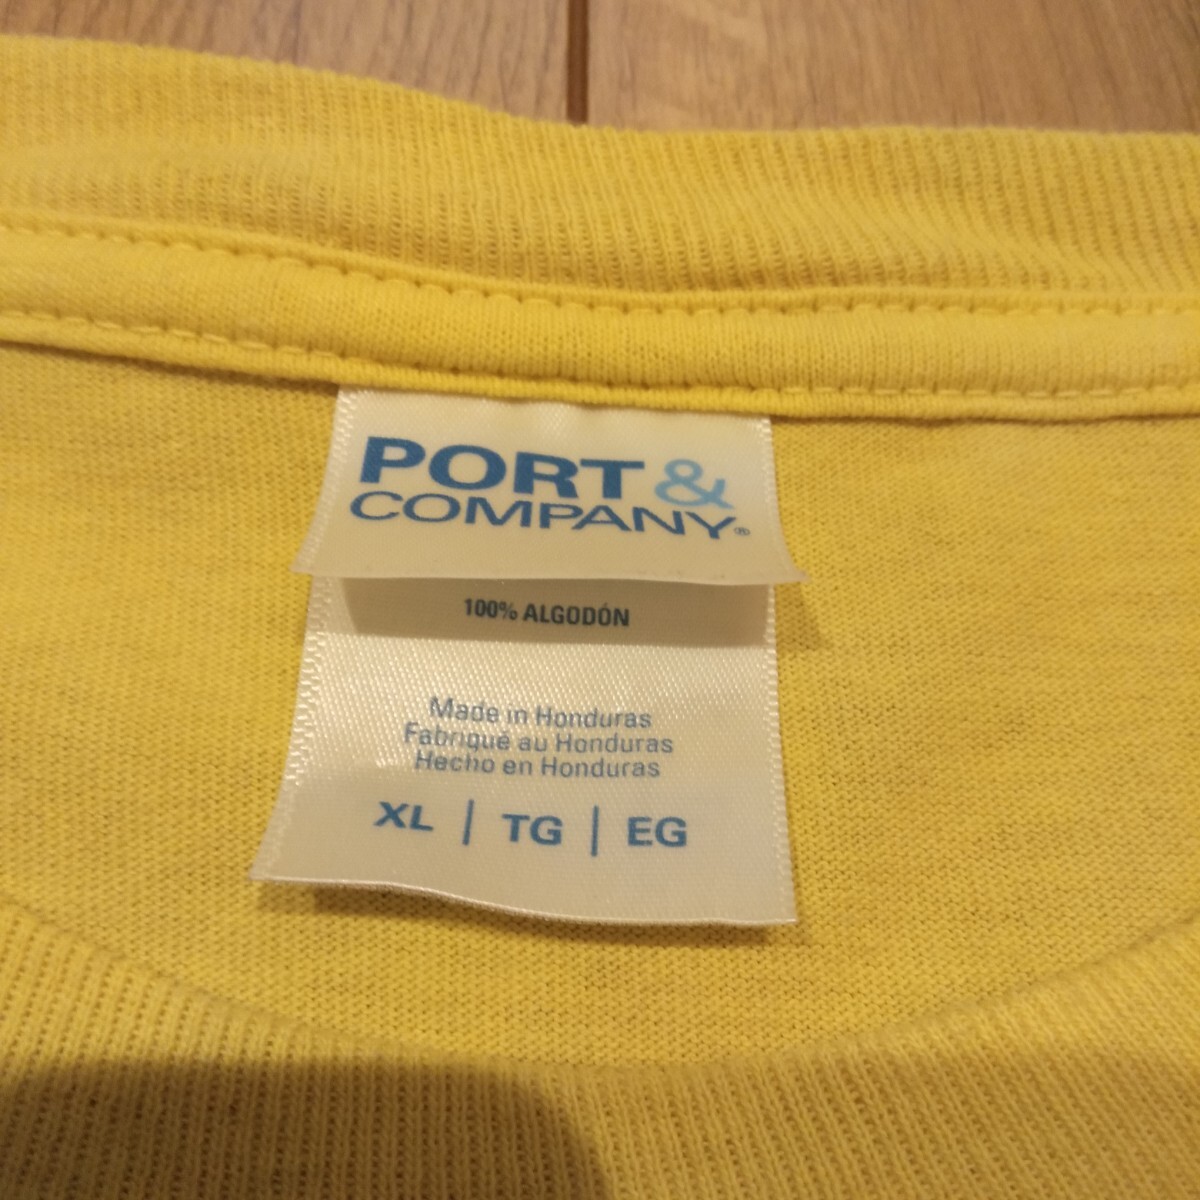 PORT &
COMPANY®
100% ALGODÓN
Made in Honduras
Fabriqué au Honduras
Hecho en Honduras
XL | TG | EG